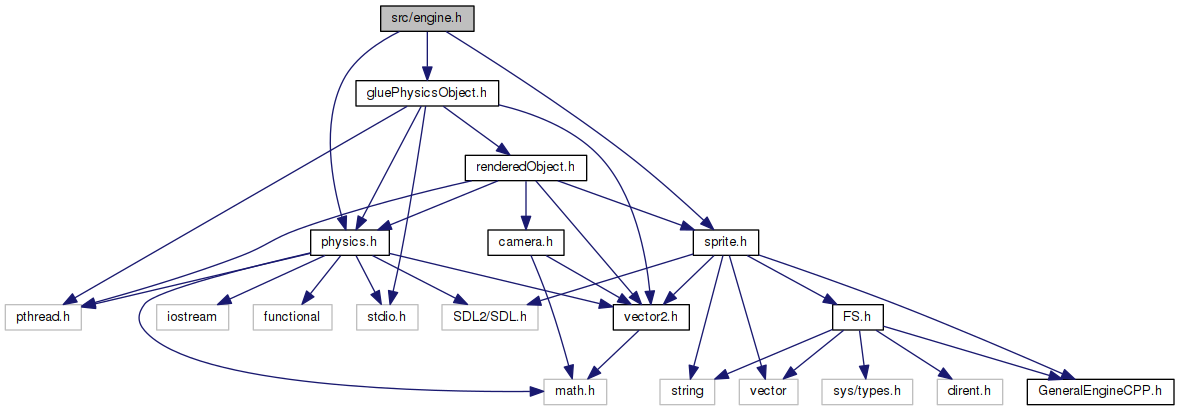 src/engine.h
gluePhysicsObject.h
renderedObject.h
physics.h
camera.h
sprite.h
pthread.h
iostream
functional
stdio.h
SDL2/SDL.h
vector2.h
FS.h
math.h
string
vector
sys/types.h
dirent.h
GeneralEngineCPP.h